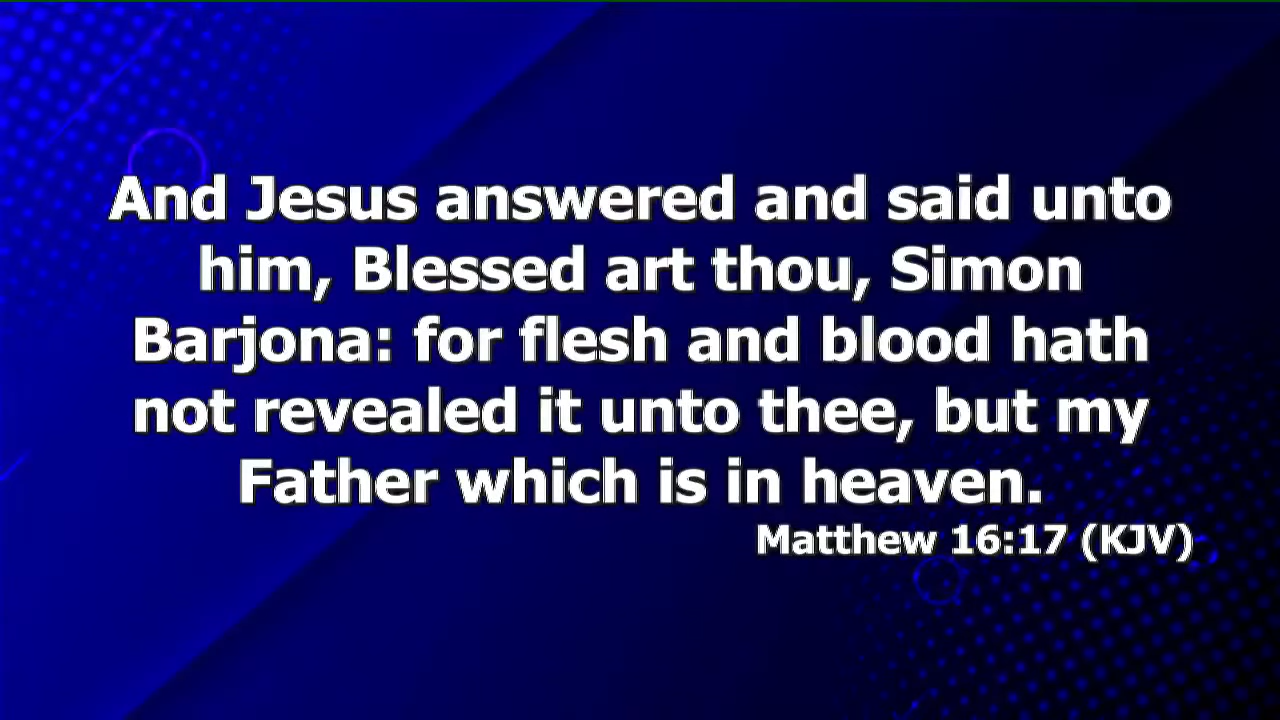 And Jesus answered and said unto
him, Blessed art thou, Simon
Barjona: for flesh and blood hath
not revealed it unto thee, but my
Father which is in heaven.
Matthew 16:17 (KJV)